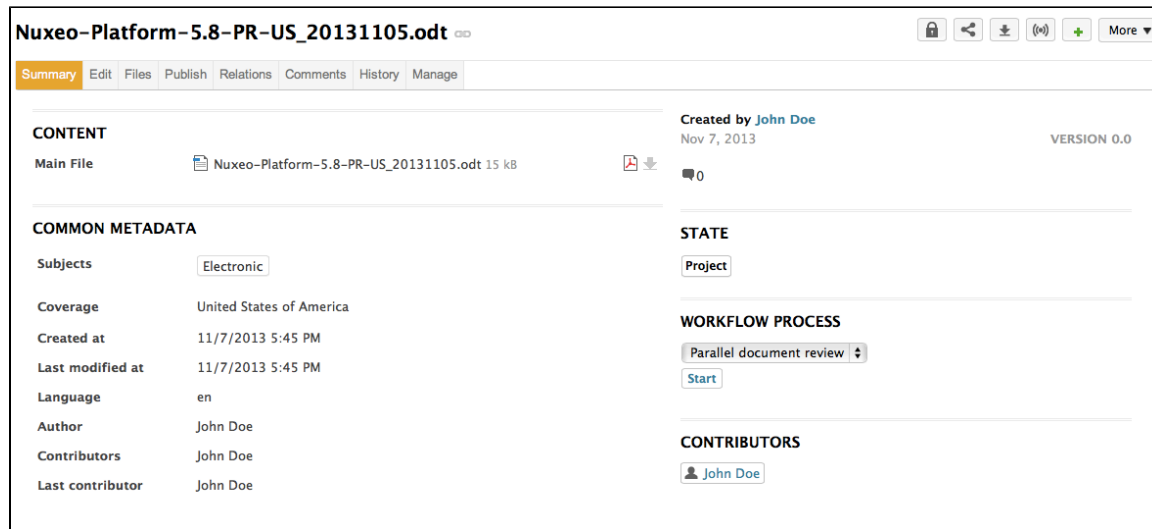 Nuxeo-Platform-5.8-PR-US_20131105.odt
More
Summary Edit Files Publish Relations Comments History Manage
CONTENT
Main File Nuxeo-Platform-5.8-PR-US_20131105.odt 15 kB
COMMON METADATA
Subjects Electronic
Coverage United States of America
Created at 11/7/2013 5:45 PM
Last modified at 11/7/2013 5:45 PM
Language en
Author John Doe
Contributors John Doe
Last contributor John Doe
Created by John Doe
Nov 7, 2013 VERSION 0.0
0
STATE
Project
WORKFLOW PROCESS
Parallel document review
Start
CONTRIBUTORS
John Doe